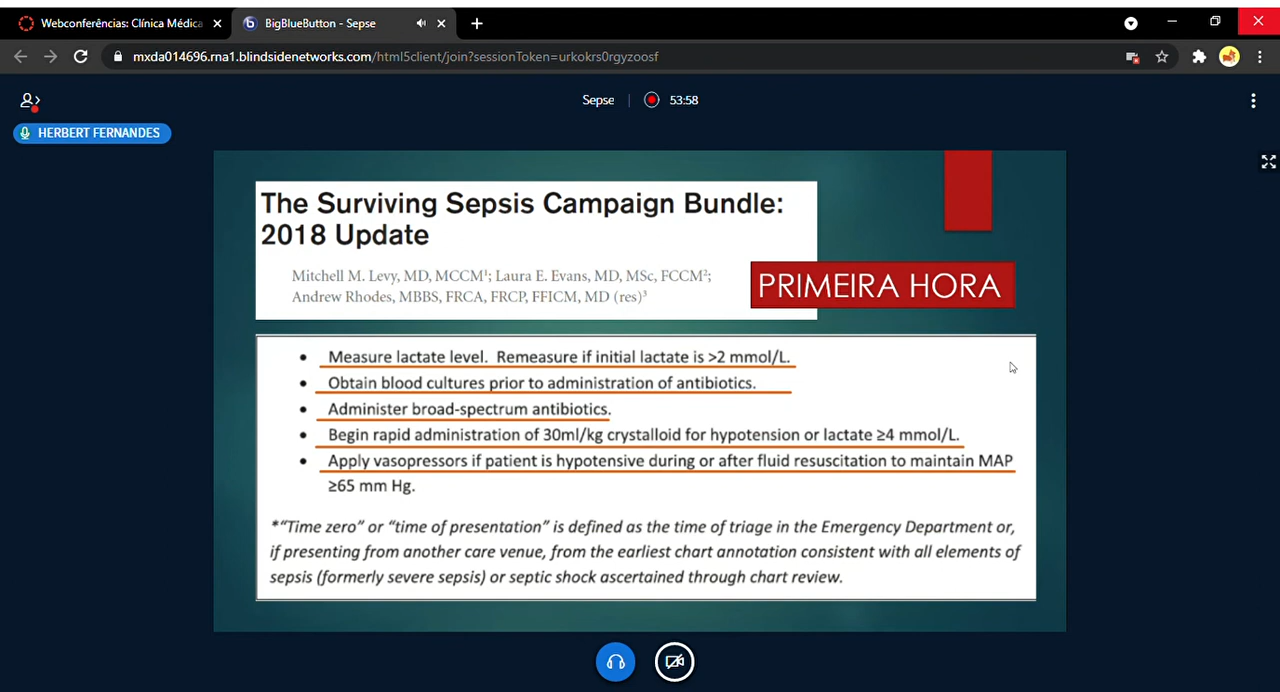 Webconferências: Clínica Médica
BigBlueButton - Sepse
mxda014696.rna1.blindsidenetworks.com/html5client/join?sessionToken=urkokrs0rgyzoosf
Sepse | 53:58
HERBERT FERNANDES
The Surviving Sepsis Campaign Bundle:
2018 Update
Mitchell M. Levy, MD, MCCM¹; Laura E. Evans, MD, MSc, FCCM²;
Andrew Rhodes, MBBS, FRCA, FRCP, FFICM, MD (res)³
PRIMEIRA HORA
• Measure lactate level. Remeasure if initial lactate is >2 mmol/L.
• Obtain blood cultures prior to administration of antibiotics.
• Administer broad-spectrum antibiotics.
• Begin rapid administration of 30ml/kg crystalloid for hypotension or lactate ≥4 mmol/L.
• Apply vasopressors if patient is hypotensive during or after fluid resuscitation to maintain MAP
≥65 mm Hg.
*“Time zero” or “time of presentation” is defined as the time of triage in the Emergency Department or,
if presenting from another care venue, from the earliest chart annotation consistent with all elements of
sepsis (formerly severe sepsis) or septic shock ascertained through chart review.